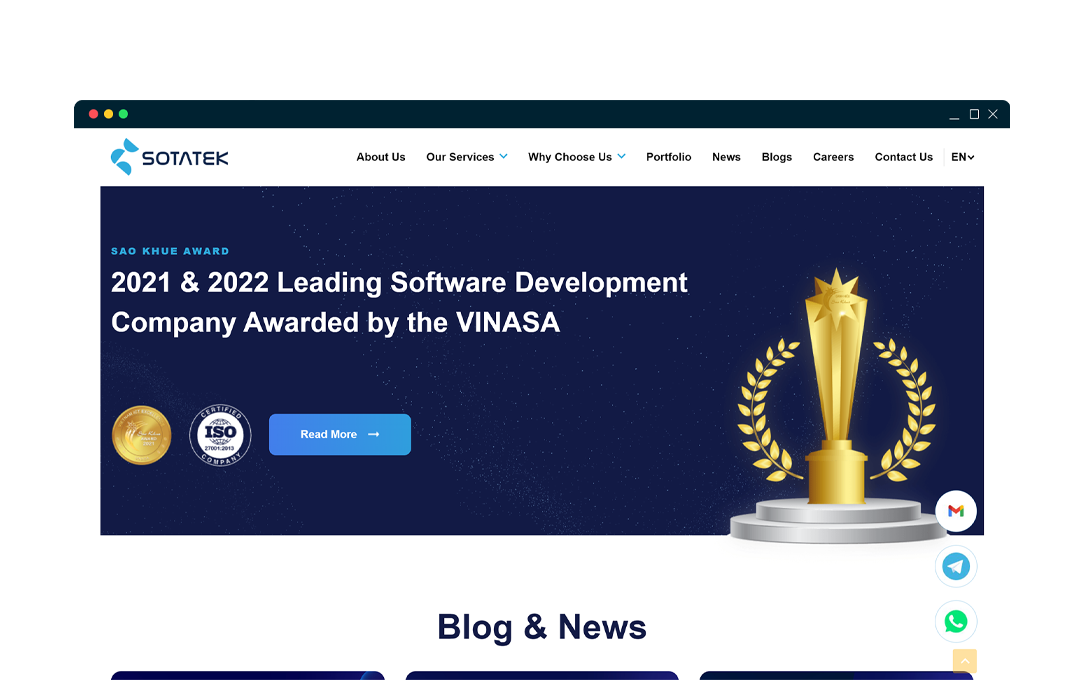 SOTATEK
About Us Our Services Why Choose Us Portfolio News Blogs Careers Contact Us EN
SAO KHUE AWARD
2021 & 2022 Leading Software Development
Company Awarded by the VINASA
CERTIFIED
ISO
27001:2013
COMPANY
Read More
Blog & News